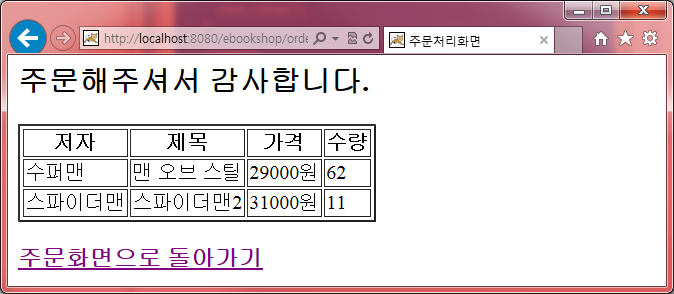 http://localhost:8080/ebookshop/orde
주문처리화면
주문해주셔서 감사합니다.
저자 제목 가격 수량
수퍼맨 맨 오브 스틸 29000원 62
스파이더맨 스파이더맨2 31000원 11
주문화면으로 돌아가기